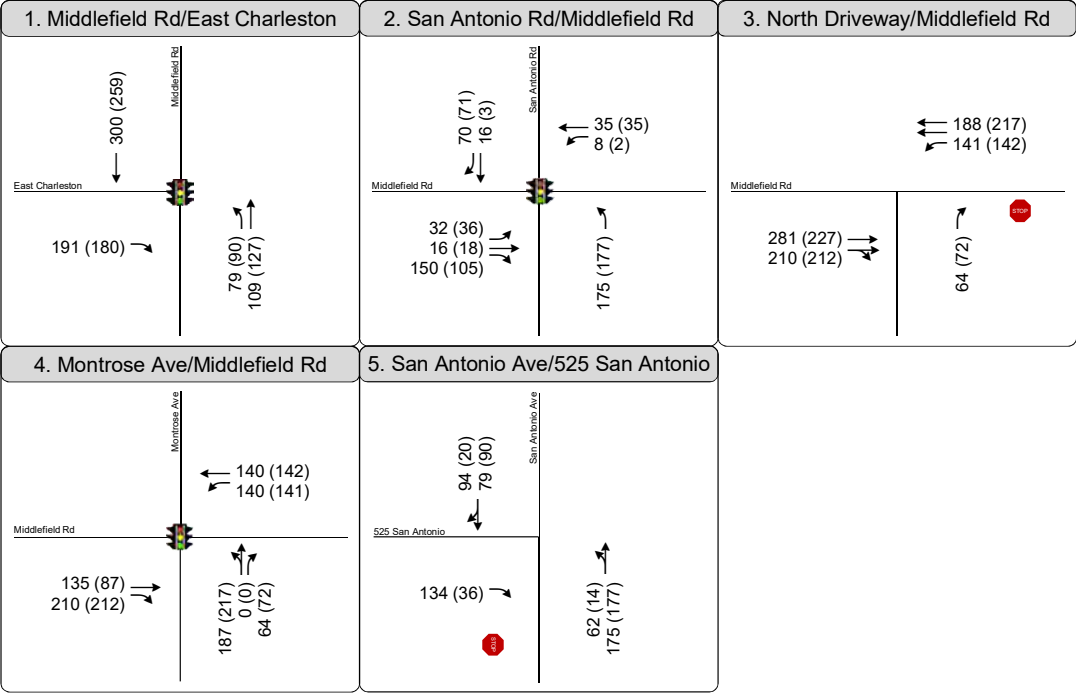 1. Middlefield Rd/East Charleston
Middlefield Rd
300 (259)
East Charleston
191 (180)
79 (90)
109 (127)
2. San Antonio Rd/Middlefield Rd
San Antonio Rd
70 (71)
16 (3)
35 (35)
8 (2)
Middlefield Rd
32 (36)
16 (18)
150 (105)
175 (177)
3. North Driveway/Middlefield Rd
188 (217)
141 (142)
Middlefield Rd
STOP
281 (227)
210 (212)
64 (72)
4. Montrose Ave/Middlefield Rd
Montrose Ave
140 (142)
140 (141)
Middlefield Rd
135 (87)
210 (212)
187 (217)
0 (0)
64 (72)
5. San Antonio Ave/525 San Antonio
San Antonio Ave
94 (20)
79 (90)
525 San Antonio
134 (36)
62 (14)
175 (177)
STOP